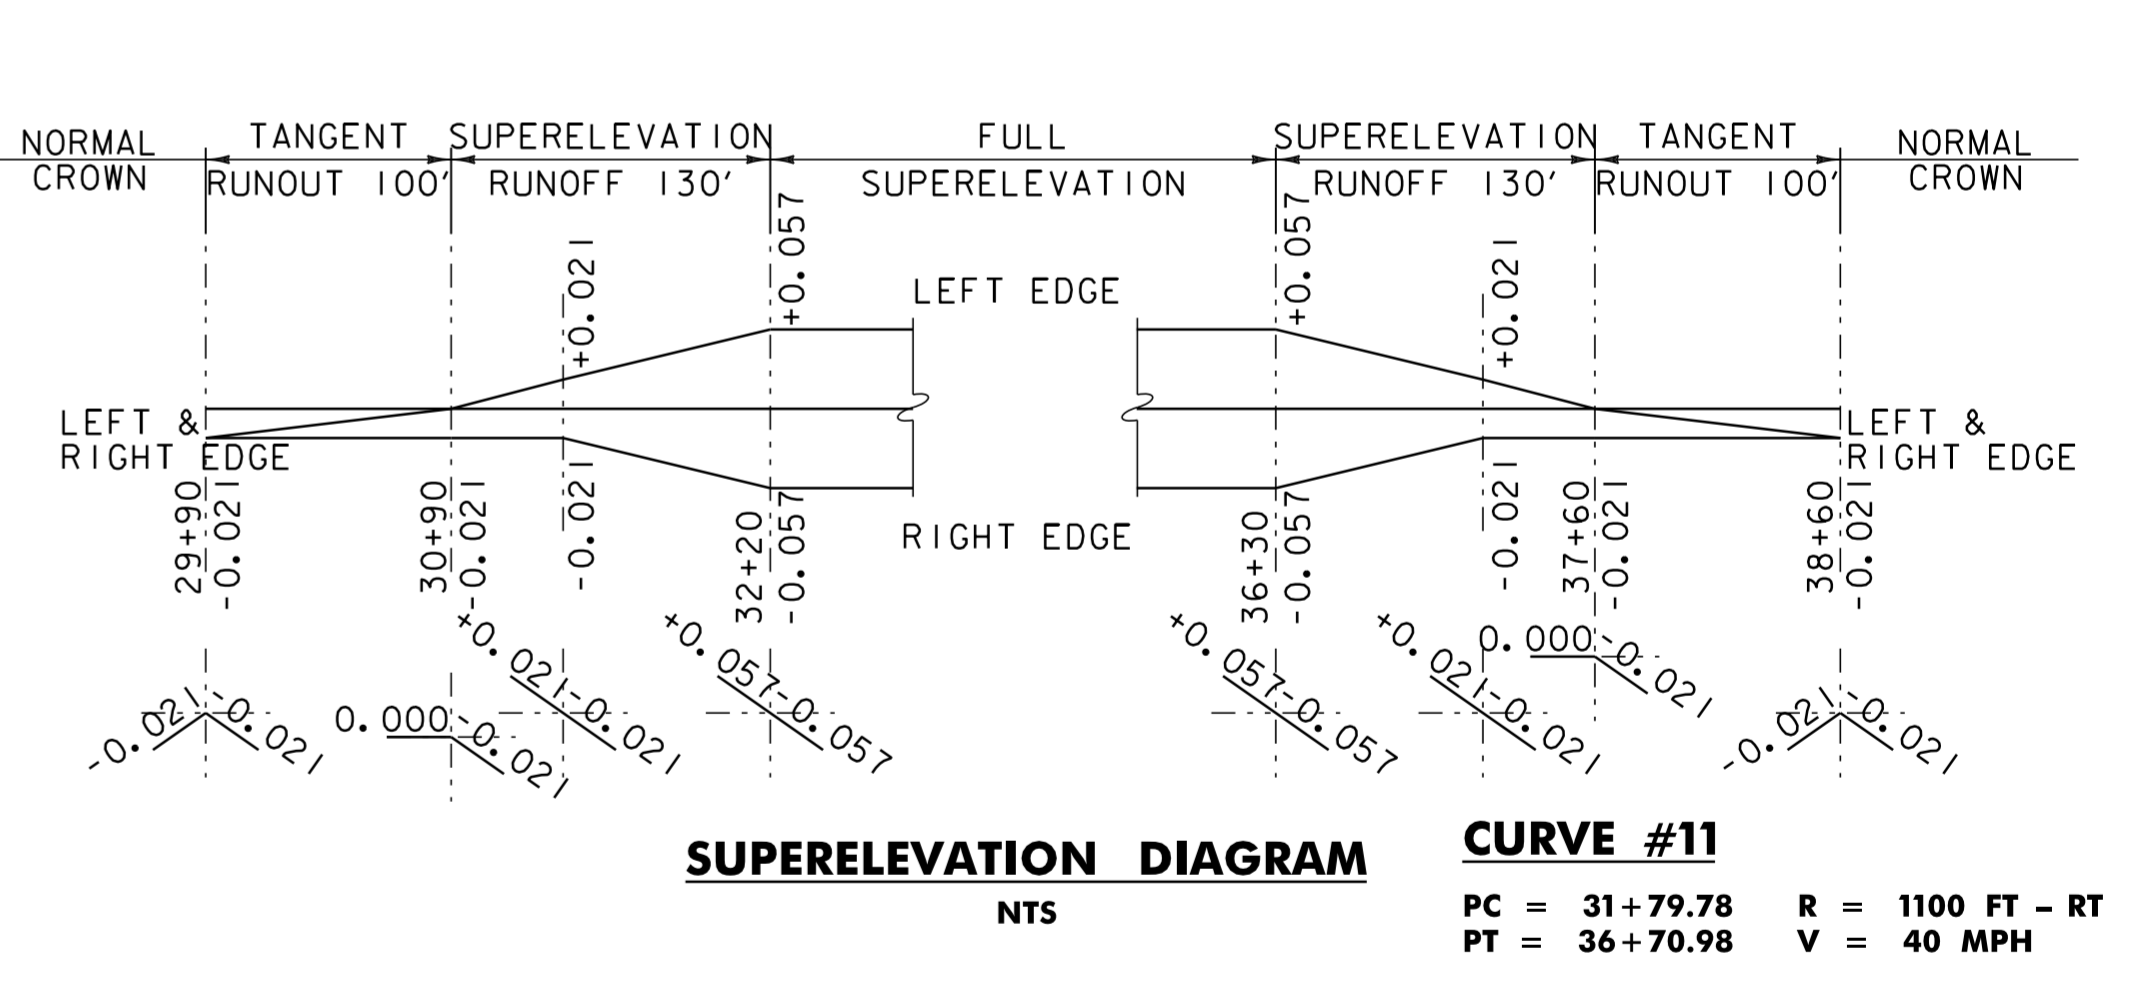 NORMAL
CROWN
TANGENT
RUNOUT 100'
SUPERELEVATION
RUNOFF 130'
FULL
SUPERELEVATION
SUPERELEVATION
RUNOFF 130'
TANGENT
RUNOUT 100'
NORMAL
CROWN
+0.021
+0.057
LEFT EDGE
+0.057
+0.021
LEFT &
RIGHT EDGE
LEFT &
RIGHT EDGE
29+90
-0.021
30+90
-0.021
-0.021
32+20
-0.057
RIGHT EDGE
36+30
-0.057
-0.021
37+60
-0.021
38+60
-0.021
-0.021
-0.021
0.000
-0.021
+0.021
-0.021
+0.057
-0.057
+0.057
-0.057
+0.021
-0.021
0.000
-0.021
-0.021
-0.021
SUPERELEVATION DIAGRAM
NTS
CURVE #11
PC = 31+79.78 R = 1100 FT - RT
PT = 36+70.98 V = 40 MPH